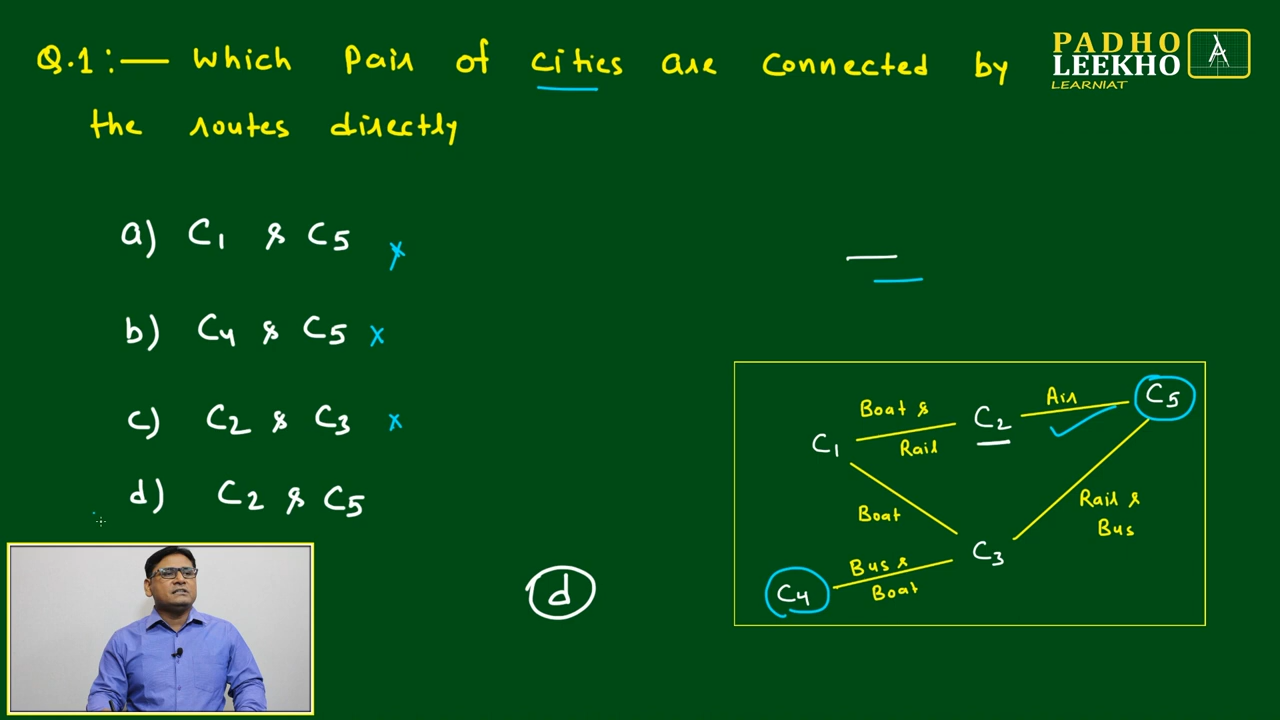 Q.1:— Which pair of cities are connected by
the routes directly
PADHO
LEEKHO
LEARNIAT
a) C1 & C5 x
b) C4 & C5 x
c) C2 & C3 x
d) C2 & C5
d
C1
Boat &
Rail
C2
Air
C5
Boat
Rail &
Bus
C3
Bus &
Boat
C4